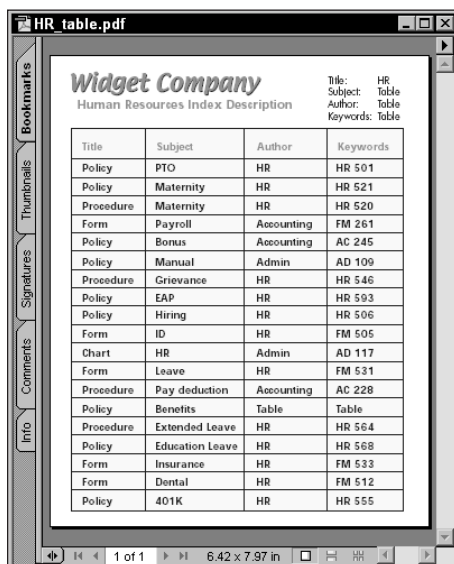 HR_table.pdf
Bookmarks
Thumbnails
Signatures
Comments
Info
Widget Company
Human Resources Index Description
Title: HR
Subject: Table
Author: Table
Keywords: Table
Title Subject Author Keywords
Policy PTO HR HR 501
Policy Maternity HR HR 521
Procedure Maternity HR HR 520
Form Payroll Accounting FM 261
Policy Bonus Accounting AC 245
Policy Manual Admin AD 109
Procedure Grievance HR HR 546
Policy EAP HR HR 593
Policy Hiring HR HR 506
Form ID HR FM 505
Chart HR Admin AD 117
Form Leave HR FM 531
Procedure Pay deduction Accounting AC 228
Policy Benefits Table Table
Procedure Extended Leave HR HR 564
Policy Education Leave HR HR 568
Form Insurance HR FM 533
Form Dental HR FM 512
Policy 401K HR HR 555
1 of 1 6.42 x 7.97 in